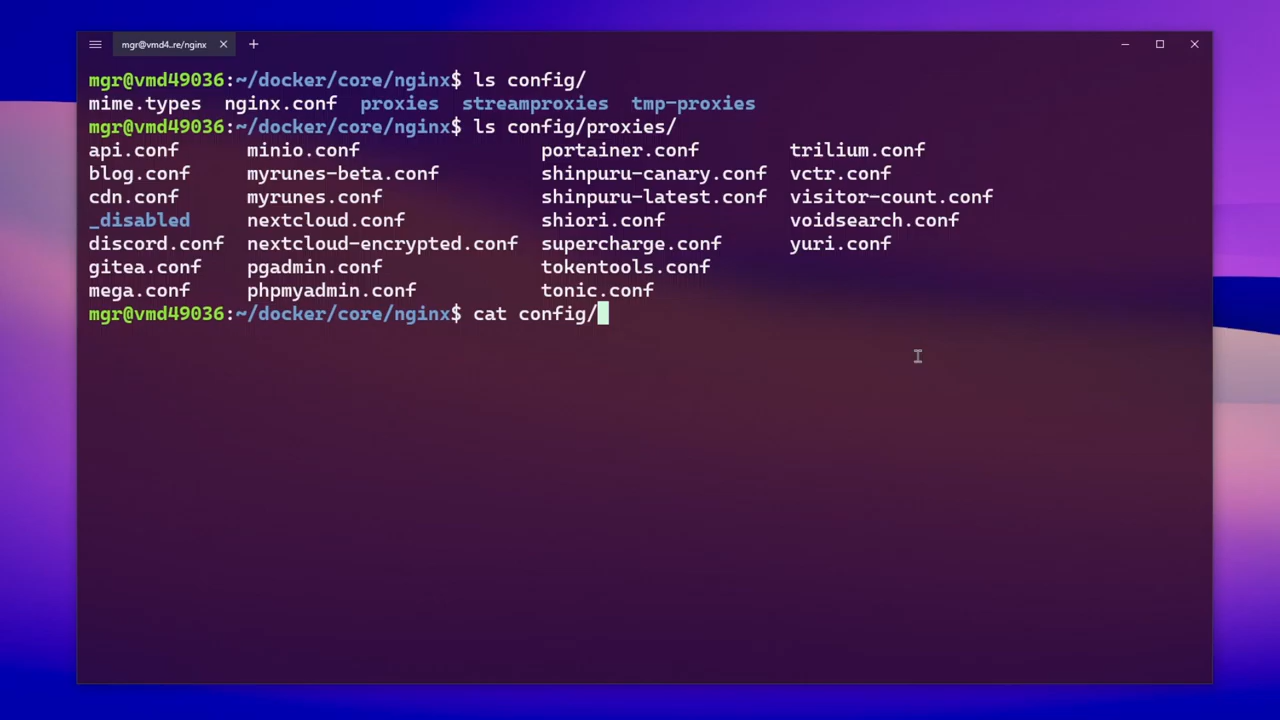 mgr@vmd4..re/nginx
mgr@vmd49036:~/docker/core/nginx$ ls config/
mime.types nginx.conf proxies streamproxies tmp-proxies
mgr@vmd49036:~/docker/core/nginx$ ls config/proxies/
api.conf minio.conf portainer.conf trilium.conf
blog.conf myrunes-beta.conf shinpuru-canary.conf vctr.conf
cdn.conf myrunes.conf shinpuru-latest.conf visitor-count.conf
_disabled nextcloud.conf shiori.conf voidsearch.conf
discord.conf nextcloud-encrypted.conf supercharge.conf yuri.conf
gitea.conf pgadmin.conf tokentools.conf
mega.conf phpmyadmin.conf tonic.conf
mgr@vmd49036:~/docker/core/nginx$ cat config/